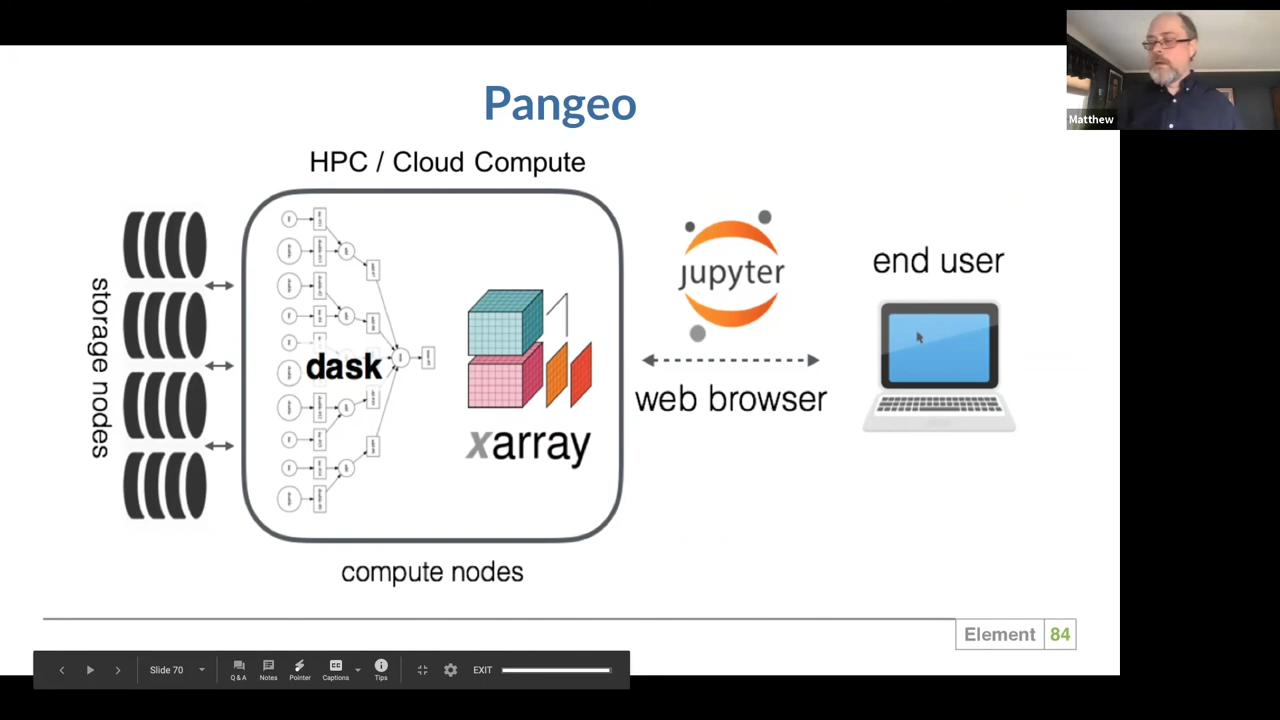 Pangeo
Matthew
HPC / Cloud Compute
storage nodes
dask
xarray
compute nodes
jupyter
web browser
end user
Element 84
Slide 70
Q & A
Notes
Pointer
Captions
Tips
EXIT